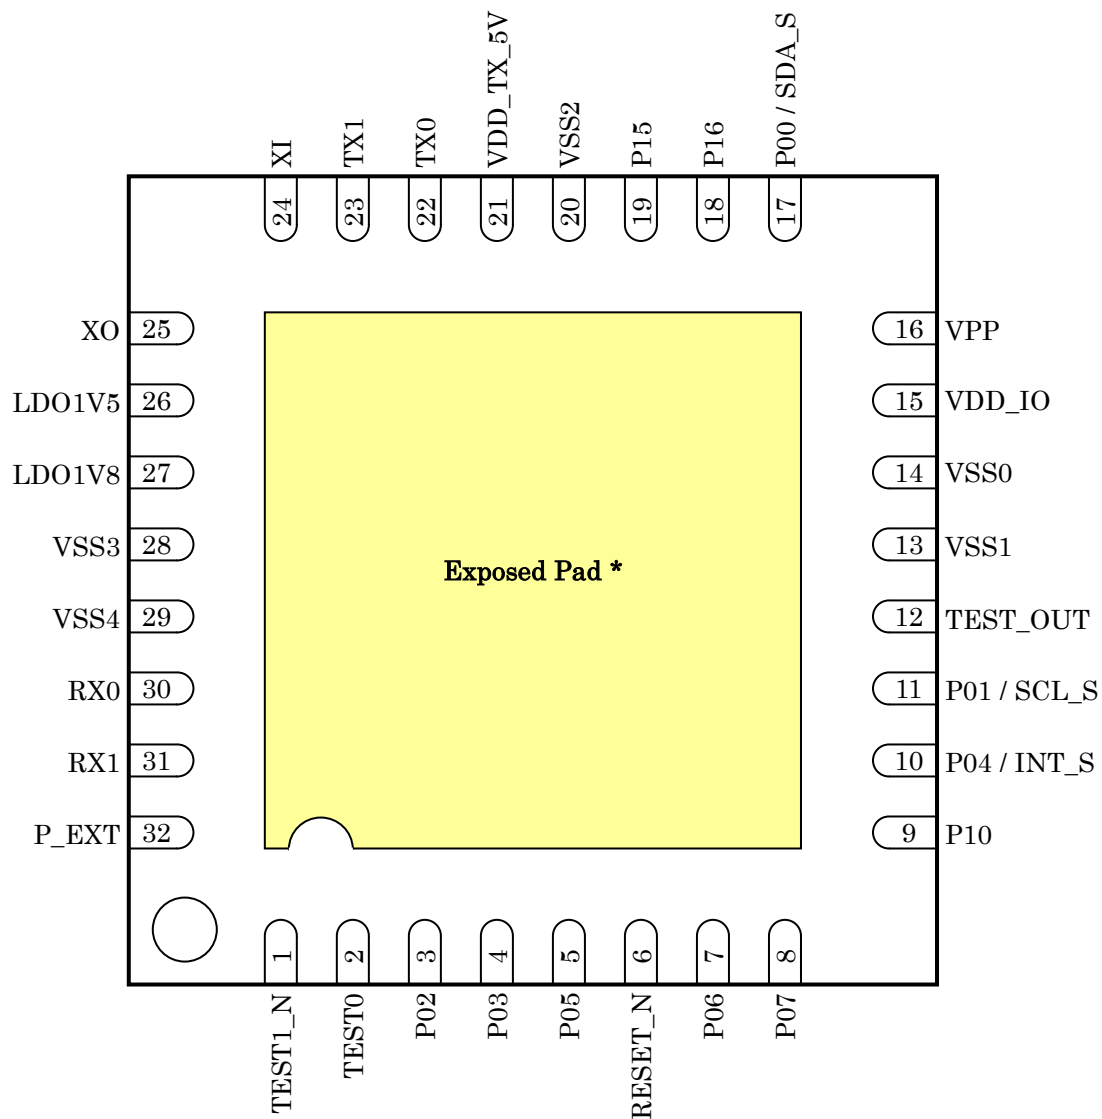 XI
TX1
TX0
VDD_TX_5V
VSS2
P15
P16
P00 / SDA_S
24
23
22
21
20
19
18
17
XO 25
LDO1V5 26
LDO1V8 27
VSS3 28
VSS4 29
RX0 30
RX1 31
P_EXT 32
16 VPP
15 VDD_IO
14 VSS0
13 VSS1
12 TEST_OUT
11 P01 / SCL_S
10 P04 / INT_S
9 P10
Exposed Pad *
1
2
3
4
5
6
7
8
TEST1_N
TEST0
P02
P03
P05
RESET_N
P06
P07